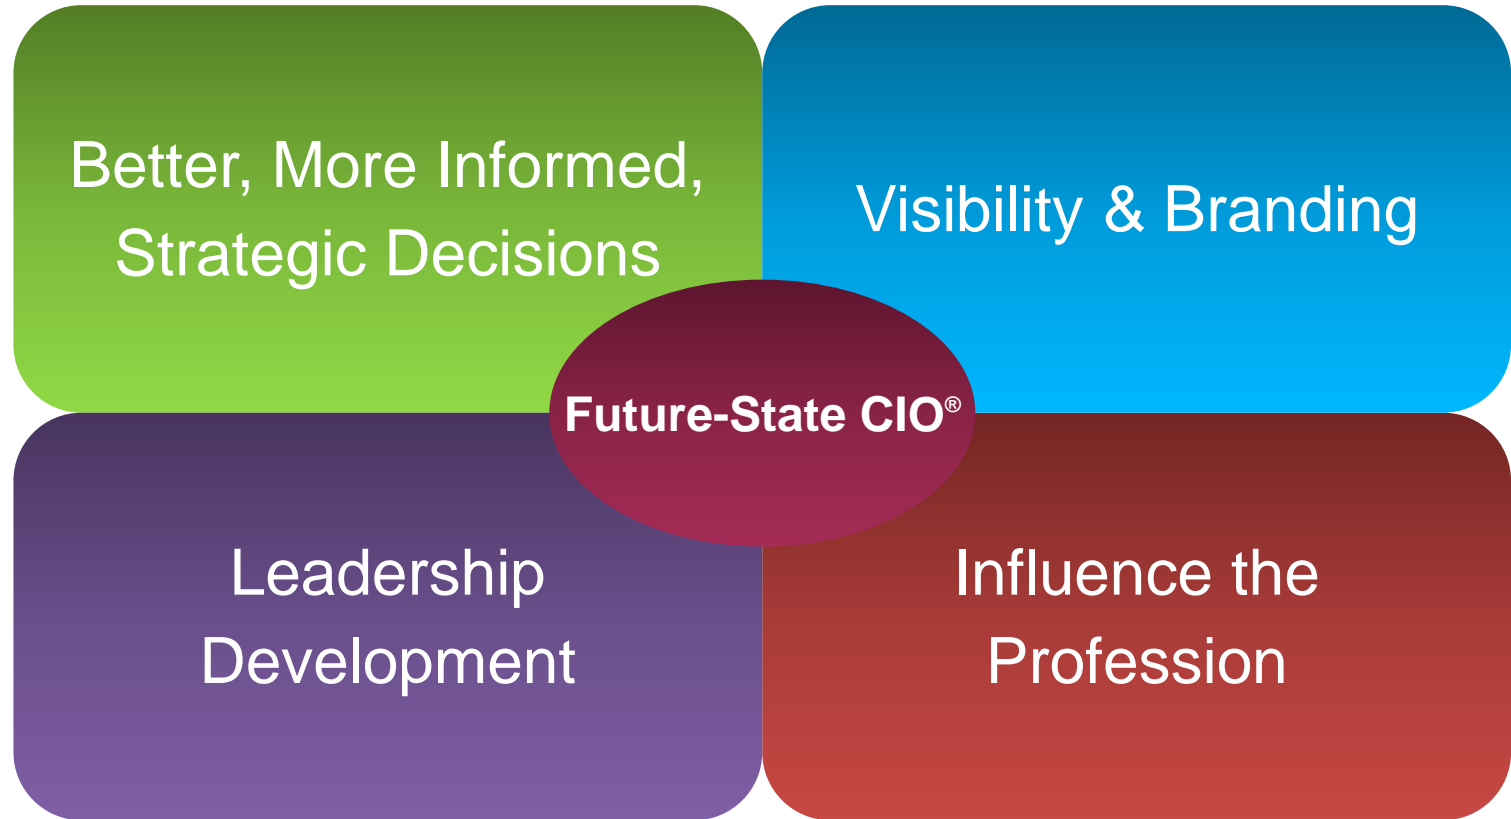 Better, More Informed,
Strategic Decisions
Visibility & Branding
Future-State CIO®
Leadership
Development
Influence the
Profession